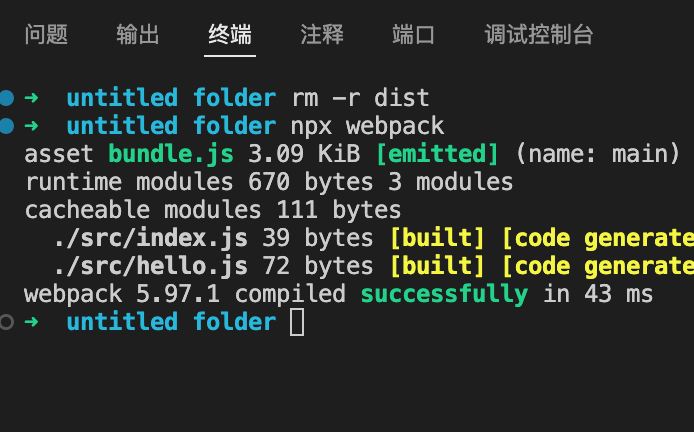 问题 输出 终端 注释 端口 调试控制台
➜ untitled folder rm -r dist
➜ untitled folder npx webpack
asset bundle.js 3.09 KiB [emitted] (name: main)
runtime modules 670 bytes 3 modules
cacheable modules 111 bytes
./src/index.js 39 bytes [built] [code generate
./src/hello.js 72 bytes [built] [code generate
webpack 5.97.1 compiled successfully in 43 ms
➜ untitled folder